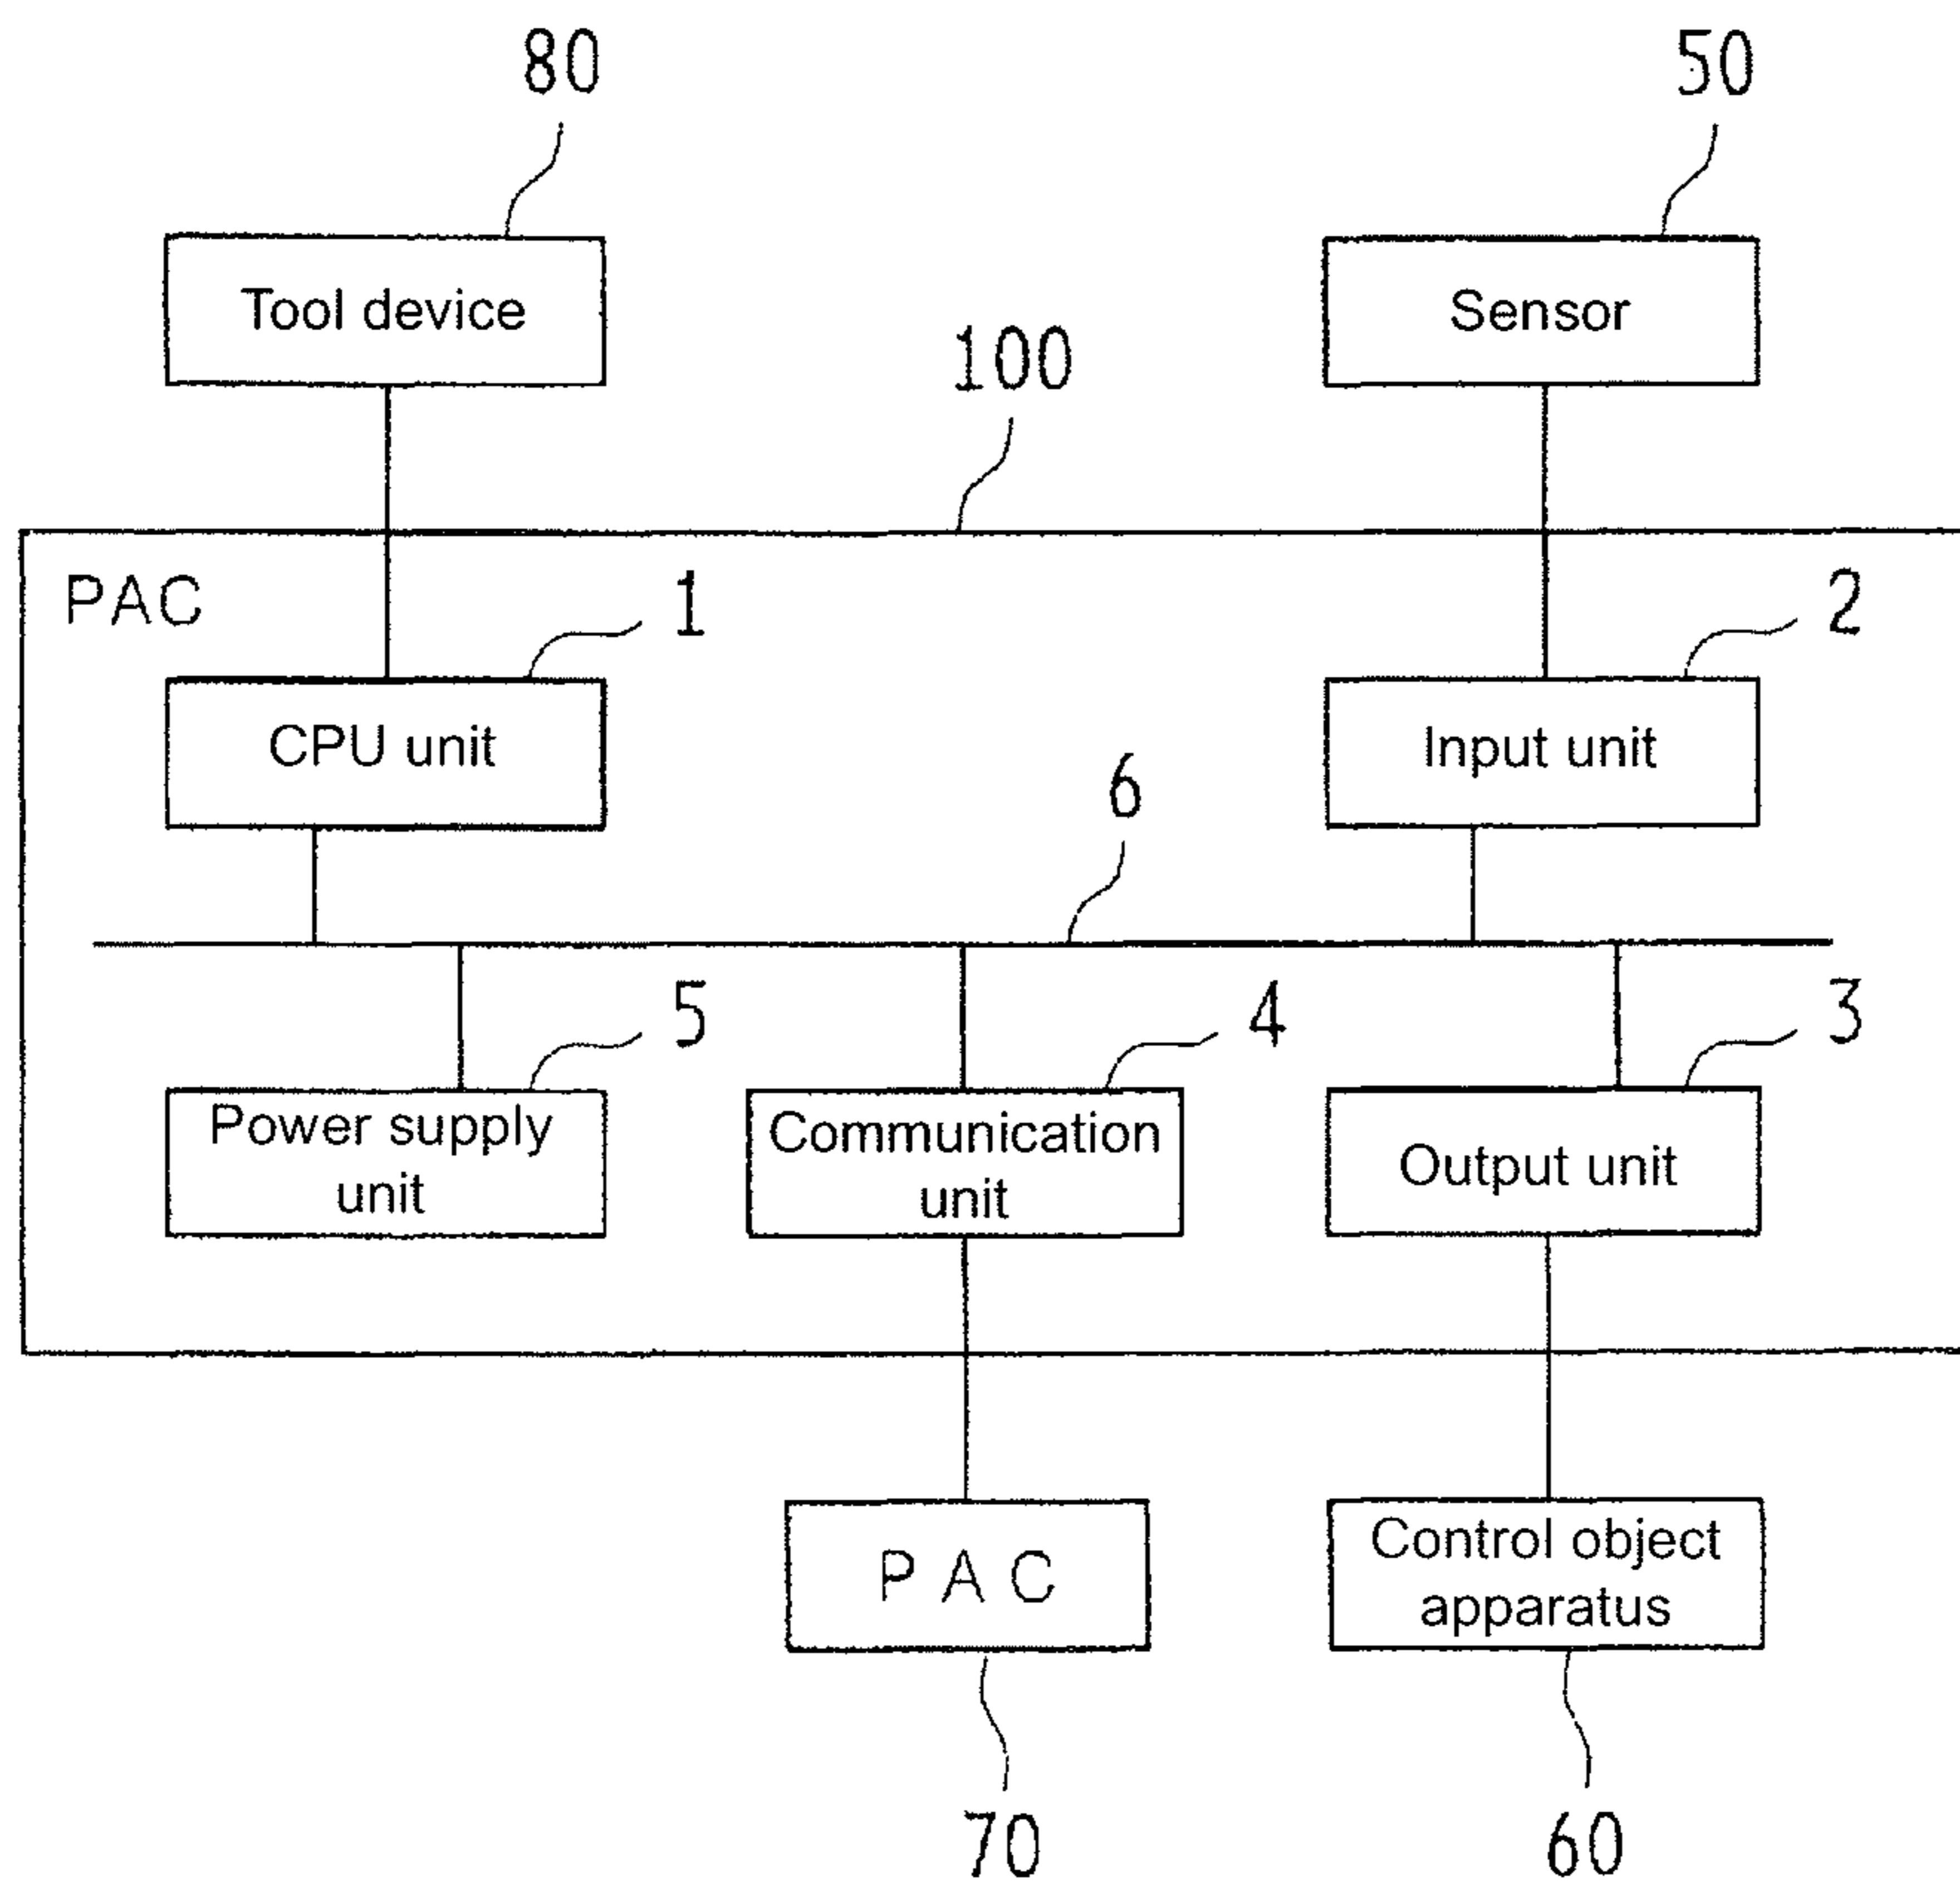 80
50
Tool device
Sensor
100
PAC
1
2
CPU unit
Input unit
6
5
4
3
Power supply
unit
Communication
unit
Output unit
PAC
Control object
apparatus
70
60